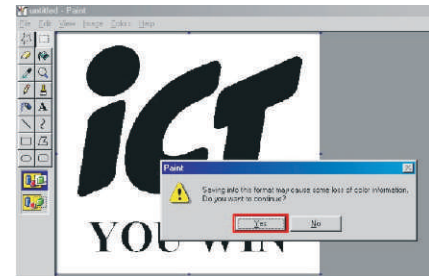 untitled - Paint
File Edit View Image Colors Help
A
iCT
Paint
Saving into this format may cause some loss of color information.
Do you want to continue?
Yes No
YOU WIN